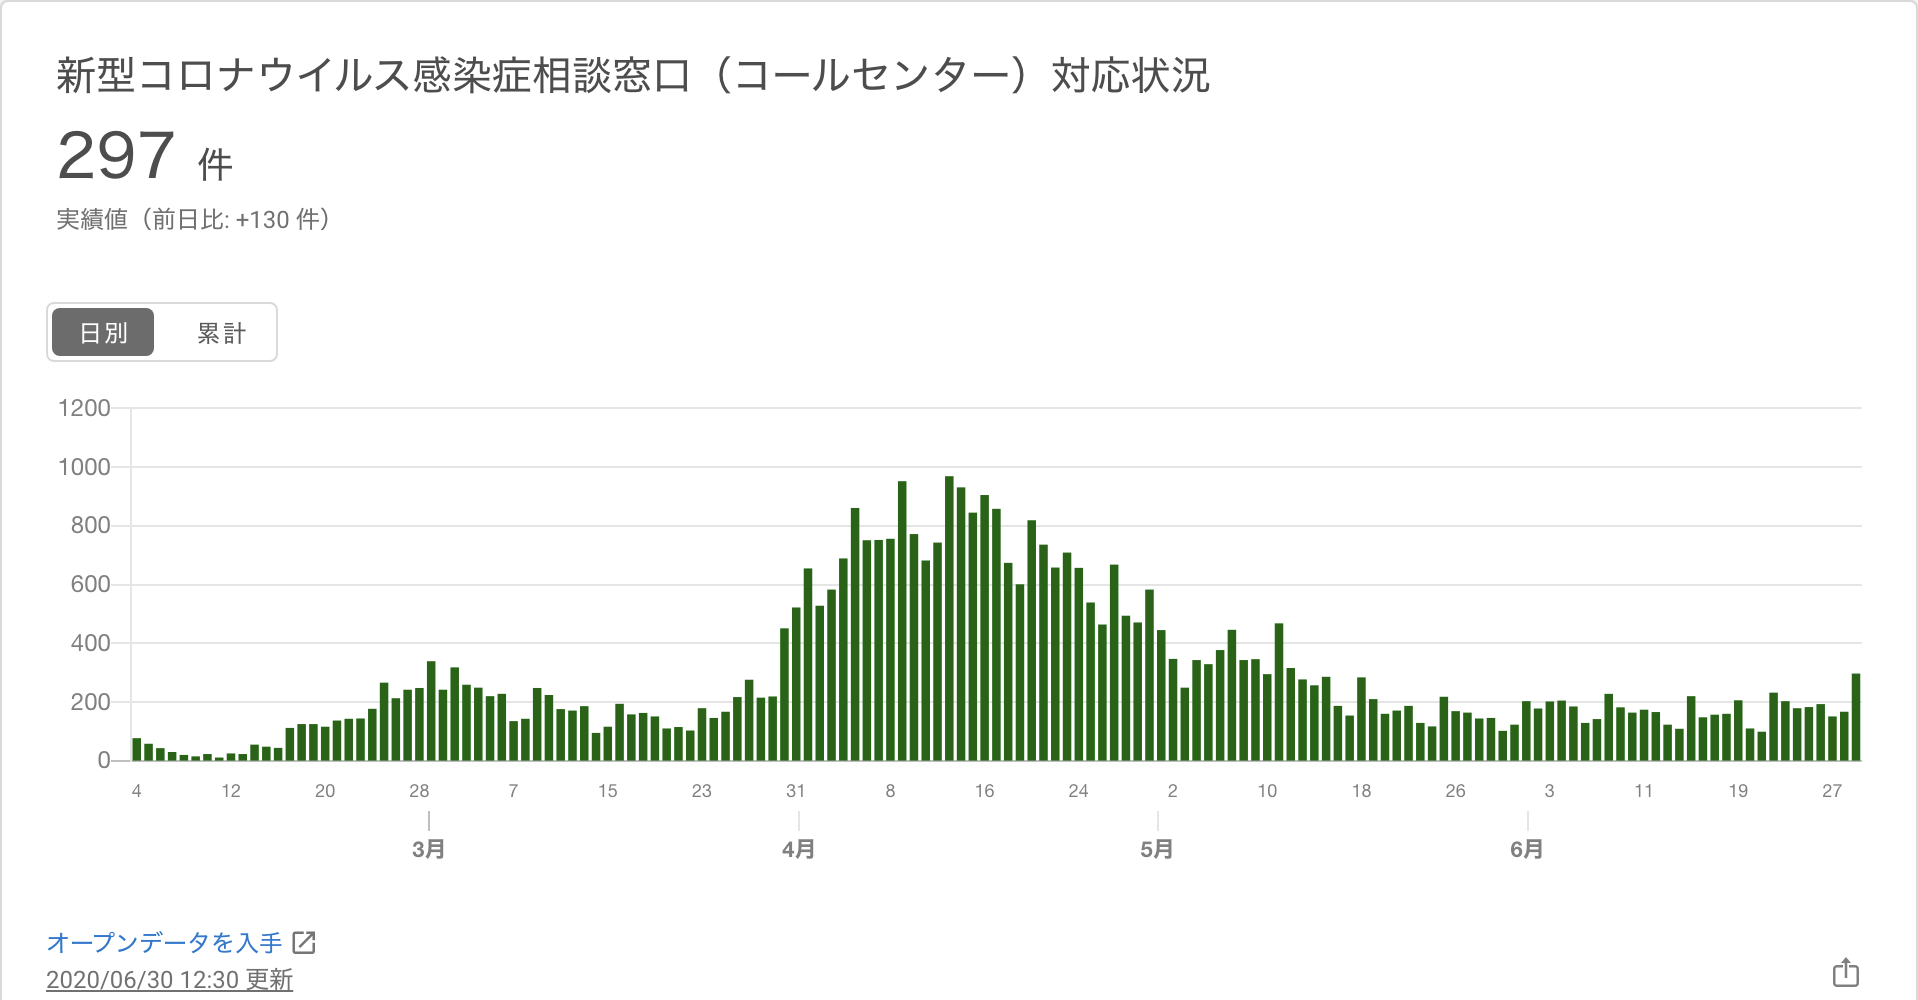 新型コロナウイルス感染症相談窓口（コールセンター）対応状況
297 件
実績値（前日比: +130 件）
日別 累計
1200
1000
800
600
400
200
0
4 12 20 28 7 15 23 31 8 16 24 2 10 18 26 3 11 19 27
3月 4月 5月 6月
オープンデータを入手
2020/06/30 12:30 更新